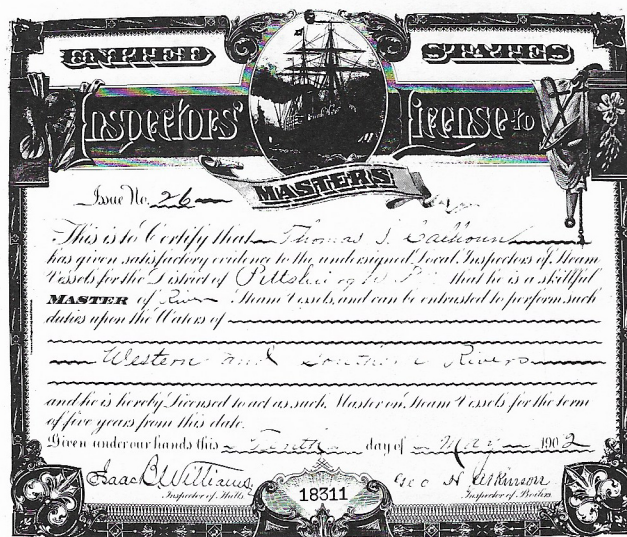 UNITED STATES
Inspectors' License to
MASTERS
Issue No. 26
This is to Certify that Thomas S. Calhoun
has given satisfactory evidence to the undersigned Local Inspectors of Steam
Vessels for the District of Pittsburgh Pa that he is a skillful
MASTER of River Steam Vessels, and can be entrusted to perform such
duties upon the Waters of
Western and Southern Rivers
and he is hereby Licensed to act as such Master on Steam Vessels for the term
of five years from this date.
Given under our hands this Tenth day of May 1902
Isaac B Williams Geo H Atkinson
Inspector of Hulls Inspector of Boilers
18311